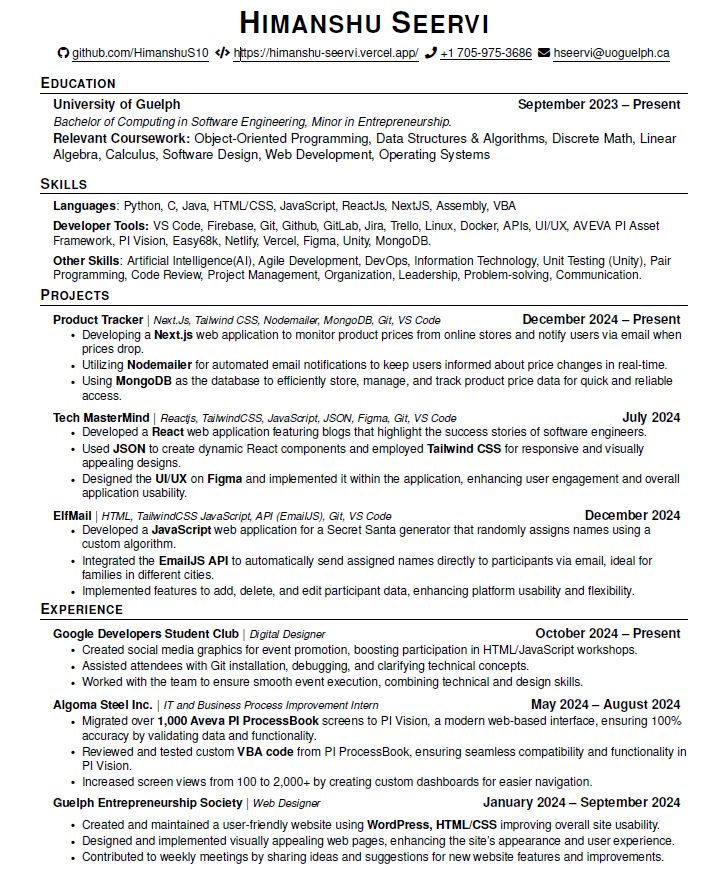 HIMANSHU SEERVI
github.com/HimanshuS10 https://himanshu-seervi.vercel.app/ +1 705-975-3686 hseervi@uoguelph.ca
EDUCATION
University of Guelph September 2023 – Present
Bachelor of Computing in Software Engineering, Minor in Entrepreneurship.
Relevant Coursework: Object-Oriented Programming, Data Structures & Algorithms, Discrete Math, Linear
Algebra, Calculus, Software Design, Web Development, Operating Systems
SKILLS
Languages: Python, C, Java, HTML/CSS, JavaScript, ReactJs, NextJS, Assembly, VBA
Developer Tools: VS Code, Firebase, Git, Github, GitLab, Jira, Trello, Linux, Docker, APIs, UI/UX, AVEVA PI Asset
Framework, PI Vision, Easy68k, Netlify, Vercel, Figma, Unity, MongoDB.
Other Skills: Artificial Intelligence(AI), Agile Development, DevOps, Information Technology, Unit Testing (Unity), Pair
Programming, Code Review, Project Management, Organization, Leadership, Problem-solving, Communication.
PROJECTS
Product Tracker | Next.Js, Tailwind CSS, Nodemailer, MongoDB, Git, VS Code December 2024 – Present
• Developing a Next.js web application to monitor product prices from online stores and notify users via email when
prices drop.
• Utilizing Nodemailer for automated email notifications to keep users informed about price changes in real-time.
• Using MongoDB as the database to efficiently store, manage, and track product price data for quick and reliable
access.
Tech MasterMind | Reactjs, TailwindCSS, JavaScript, JSON, Figma, Git, VS Code July 2024
• Developed a React web application featuring blogs that highlight the success stories of software engineers.
• Used JSON to create dynamic React components and employed Tailwind CSS for responsive and visually
appealing designs.
• Designed the UI/UX on Figma and implemented it within the application, enhancing user engagement and overall
application usability.
ElfMail | HTML, TailwindCSS JavaScript, API (EmailJS), Git, VS Code December 2024
• Developed a JavaScript web application for a Secret Santa generator that randomly assigns names using a
custom algorithm.
• Integrated the EmailJS API to automatically send assigned names directly to participants via email, ideal for
families in different cities.
• Implemented features to add, delete, and edit participant data, enhancing platform usability and flexibility.
EXPERIENCE
Google Developers Student Club | Digital Designer October 2024 – Present
• Created social media graphics for event promotion, boosting participation in HTML/JavaScript workshops.
• Assisted attendees with Git installation, debugging, and clarifying technical concepts.
• Worked with the team to ensure smooth event execution, combining technical and design skills.
Algoma Steel Inc. | IT and Business Process Improvement Intern May 2024 – August 2024
• Migrated over 1,000 Aveva PI ProcessBook screens to PI Vision, a modern web-based interface, ensuring 100%
accuracy by validating data and functionality.
• Reviewed and tested custom VBA code from PI ProcessBook, ensuring seamless compatibility and functionality in
PI Vision.
• Increased screen views from 100 to 2,000+ by creating custom dashboards for easier navigation.
Guelph Entrepreneurship Society | Web Designer January 2024 – September 2024
• Created and maintained a user-friendly website using WordPress, HTML/CSS improving overall site usability.
• Designed and implemented visually appealing web pages, enhancing the site's appearance and user experience.
• Contributed to weekly meetings by sharing ideas and suggestions for new website features and improvements.